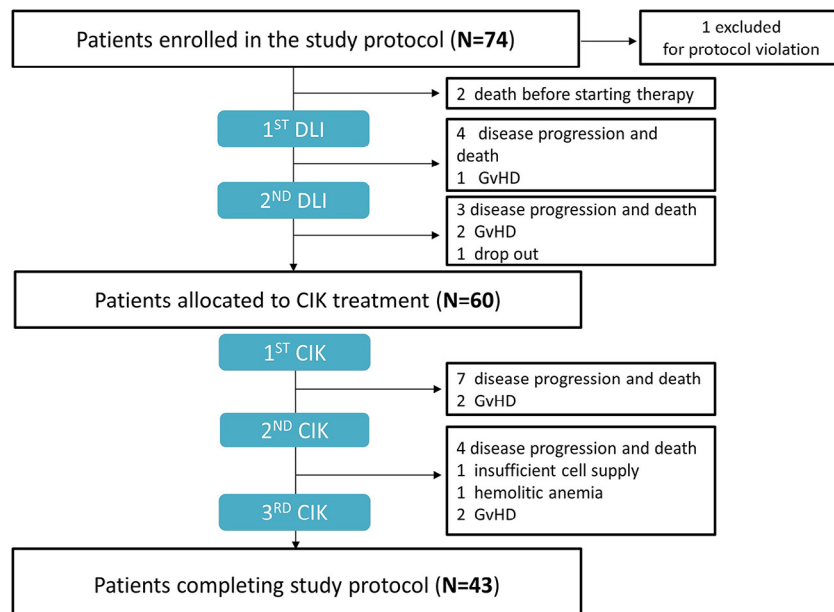 Patients enrolled in the study protocol (N=74)
1 excluded
for protocol violation
2 death before starting therapy
1ST DLI
4 disease progression and
death
1 GvHD
2ND DLI
3 disease progression and death
2 GvHD
1 drop out
Patients allocated to CIK treatment (N=60)
1ST CIK
7 disease progression and death
2 GvHD
2ND CIK
4 disease progression and death
1 insufficient cell supply
1 hemolitic anemia
2 GvHD
3RD CIK
Patients completing study protocol (N=43)